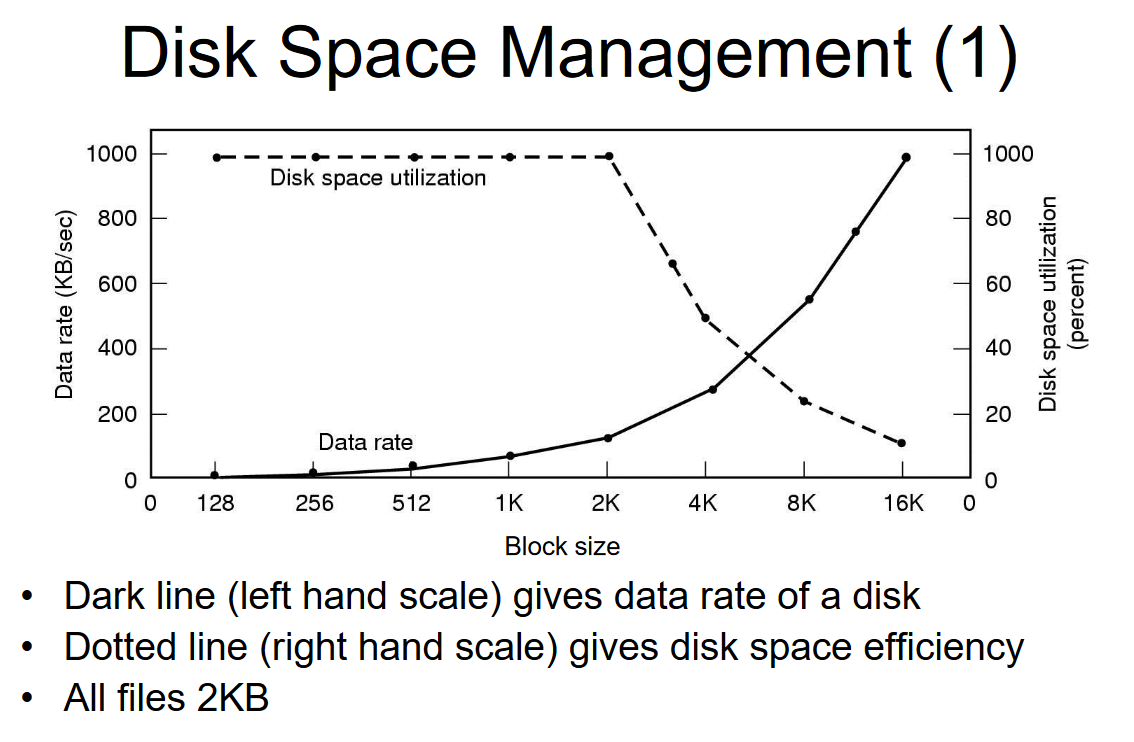 Disk Space Management (1)
1000
1000
Disk space utilization
800
80
600
60
400
40
200
20
Data rate
0
0
0 128 256 512 1K 2K 4K 8K 16K 0
Data rate (KB/sec)
Disk space utilization
(percent)
Block size
• Dark line (left hand scale) gives data rate of a disk
• Dotted line (right hand scale) gives disk space efficiency
• All files 2KB